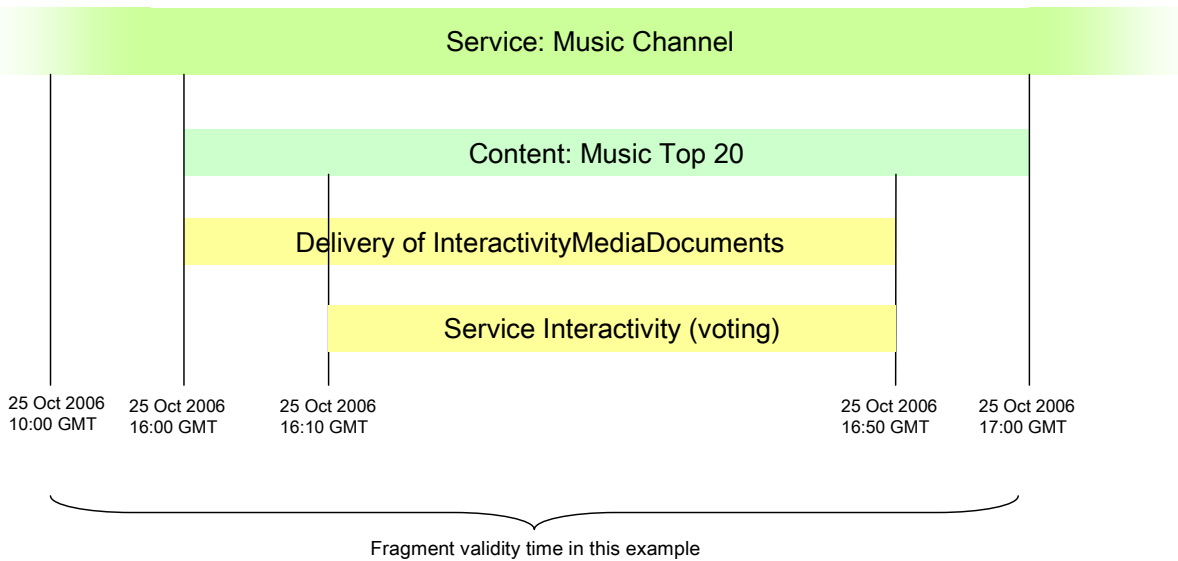 Service: Music Channel
Content: Music Top 20
Delivery of InteractivityMediaDocuments
Service Interactivity (voting)
25 Oct 2006
10:00 GMT
25 Oct 2006
16:00 GMT
25 Oct 2006
16:10 GMT
25 Oct 2006
16:50 GMT
25 Oct 2006
17:00 GMT
Fragment validity time in this example